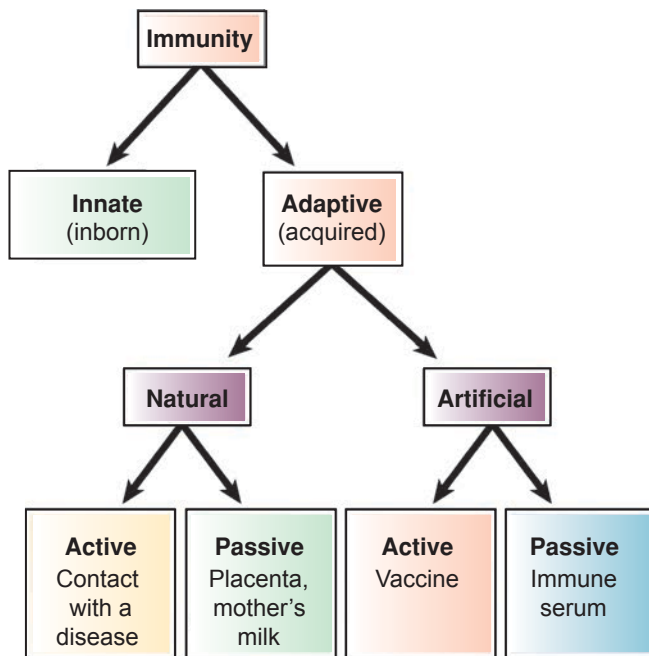 Immunity
Innate
(inborn)
Adaptive
(acquired)
Natural
Artificial
Active
Contact
with a
disease
Passive
Placenta,
mother's
milk
Active
Vaccine
Passive
Immune
serum